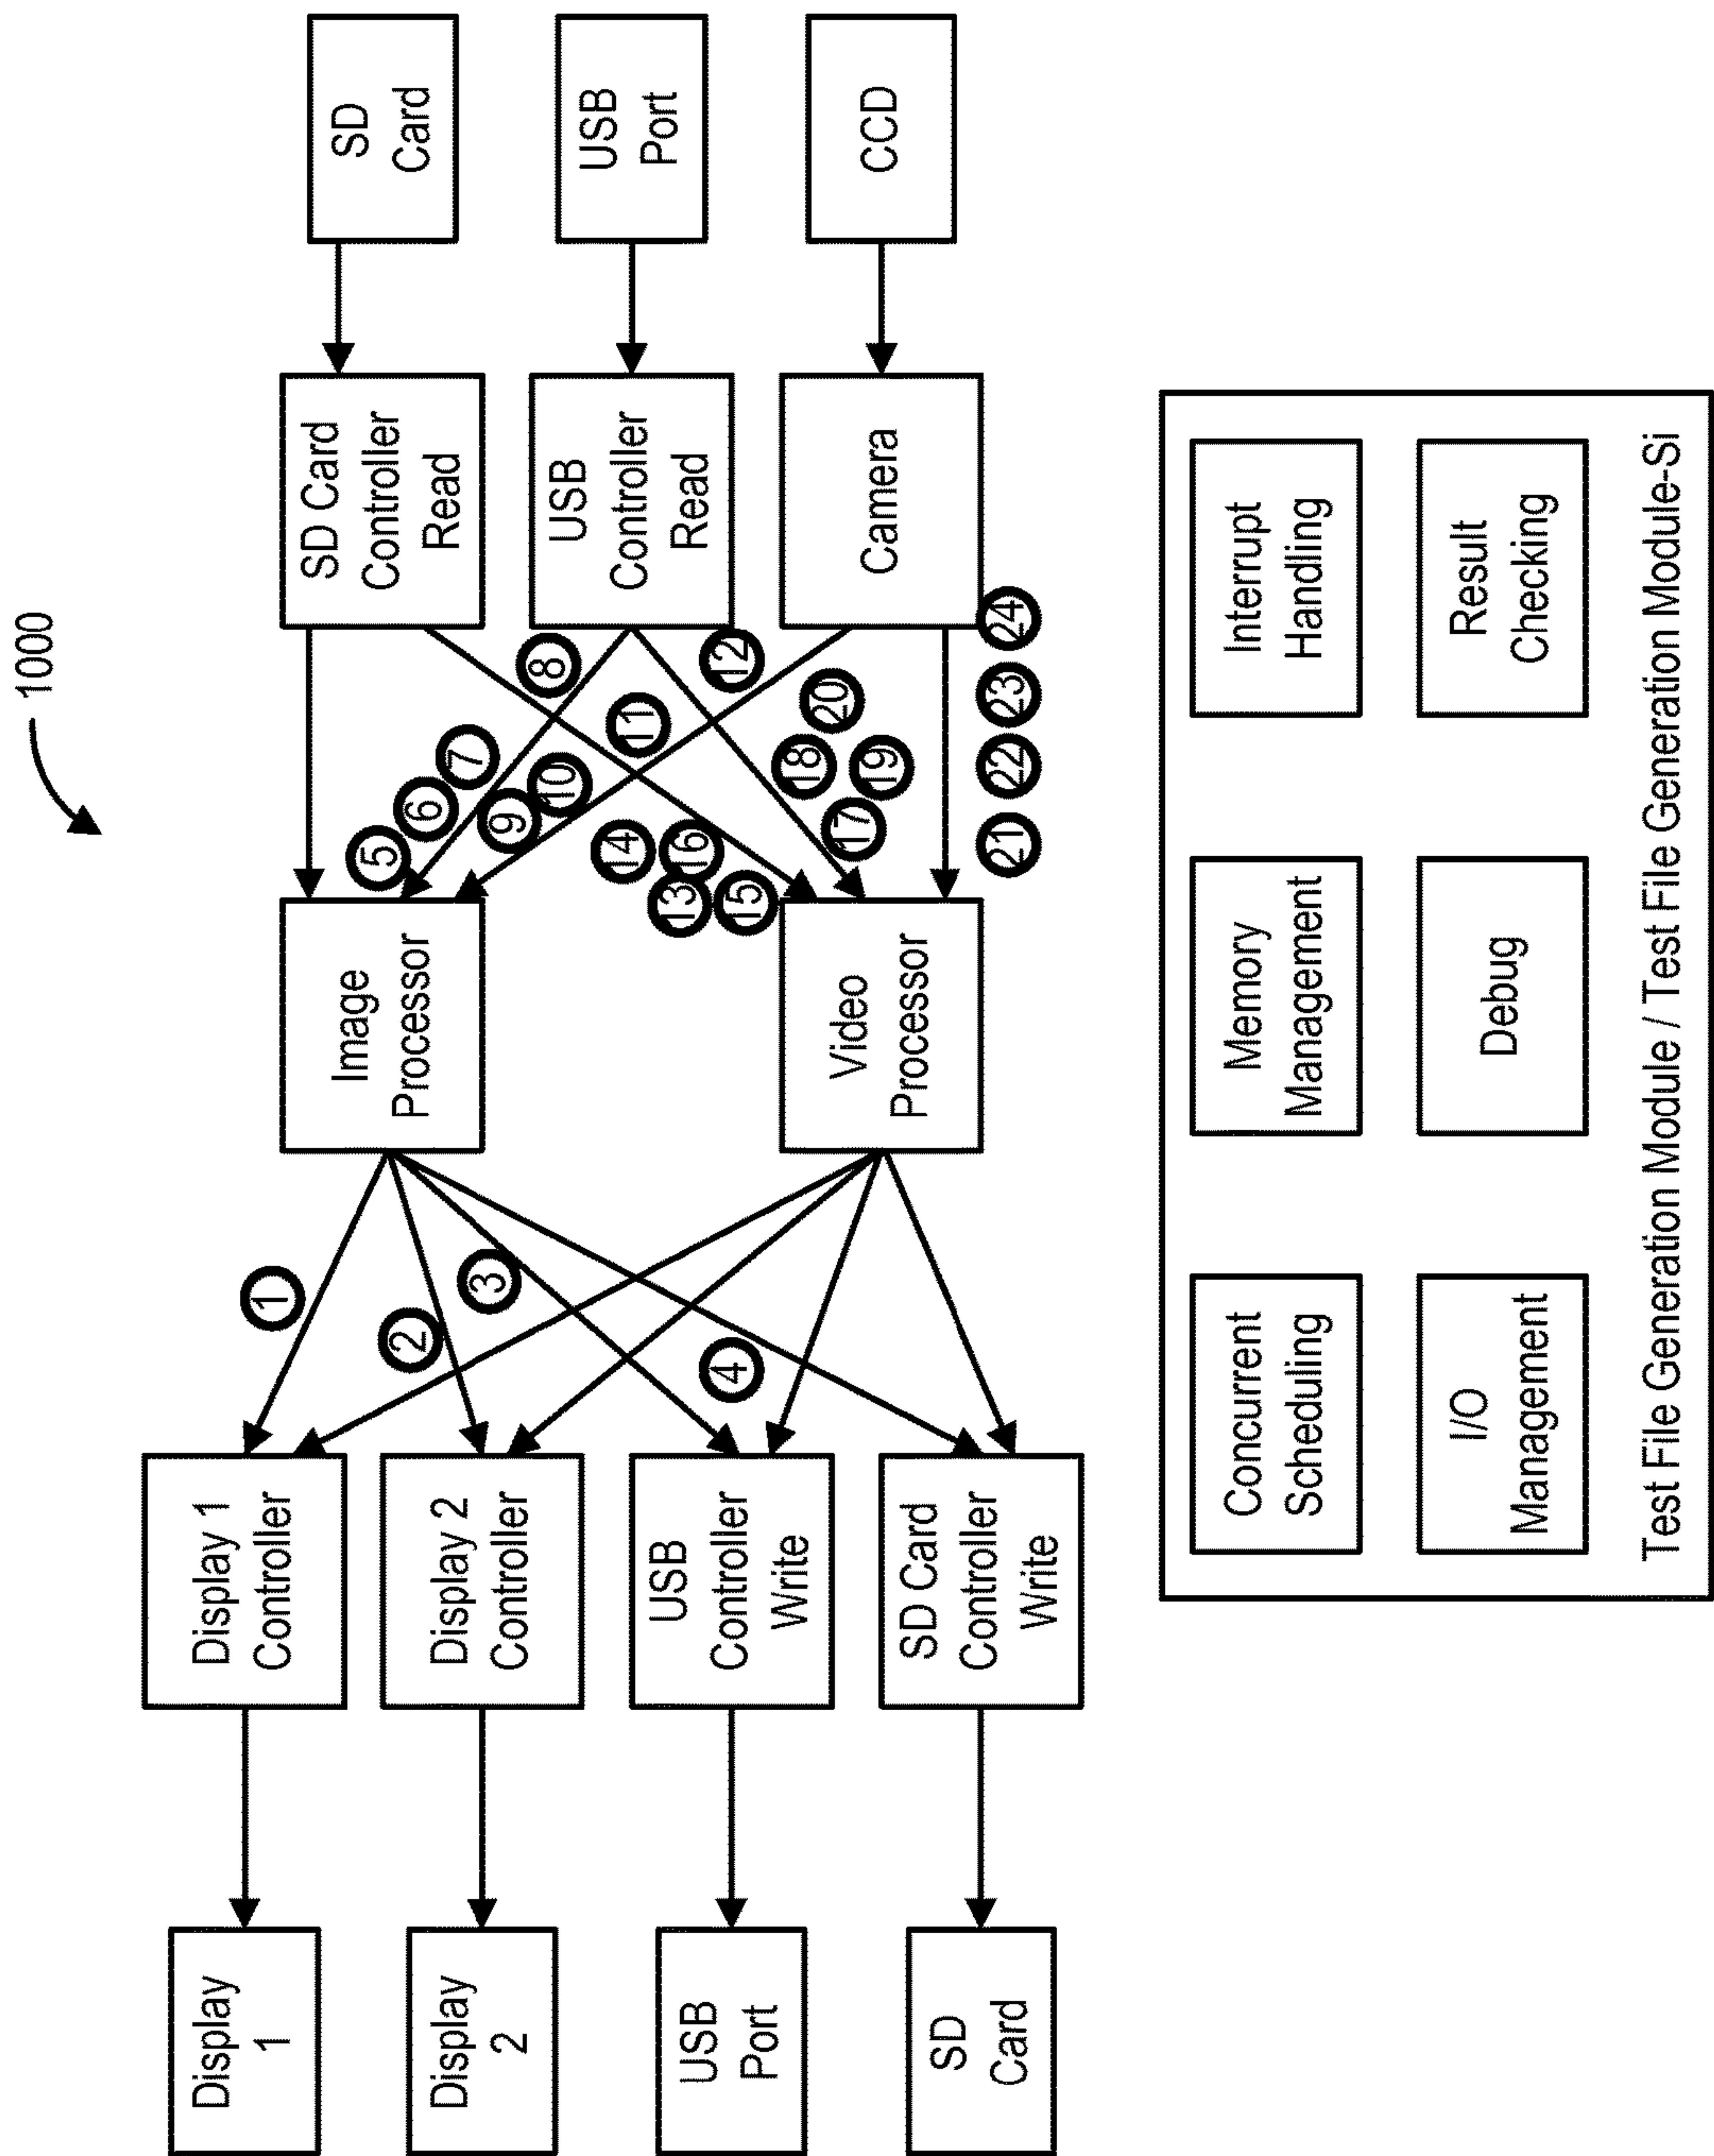 1000
Display
1
Display 1
Controller
Image
Processor
SD Card
Controller
Read
SD
Card
Display
2
Display 2
Controller
USB
Controller
Read
USB
Port
USB
Port
USB
Controller
Write
Video
Processor
Camera
CCD
SD
Card
SD Card
Controller
Write
1
2
3
4
5
6
7
8
9
10
11
12
13
14
15
16
17
18
19
20
21
22
23
24
Concurrent
Scheduling
Memory
Management
Interrupt
Handling
I/O
Management
Debug
Result
Checking
Test File Generation Module / Test File Generation Module-Si